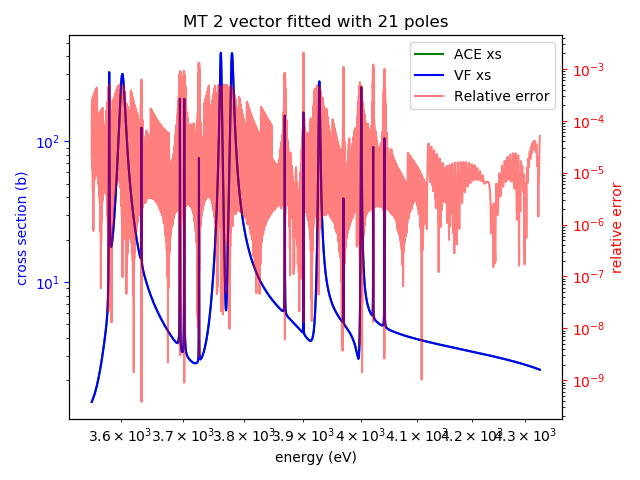 MT 2 vector fitted with 21 poles
ACE xs
VF xs
Relative error
cross section (b)
10²
10¹
relative error
10⁻³
10⁻⁴
10⁻⁵
10⁻⁶
10⁻⁷
10⁻⁸
10⁻⁹
3.6 × 10³ 3.7 × 10³ 3.8 × 10³ 3.9 × 10³ 4 × 10³ 4.1 × 10³ 4.2 × 10³ 4.3 × 10³
energy (eV)